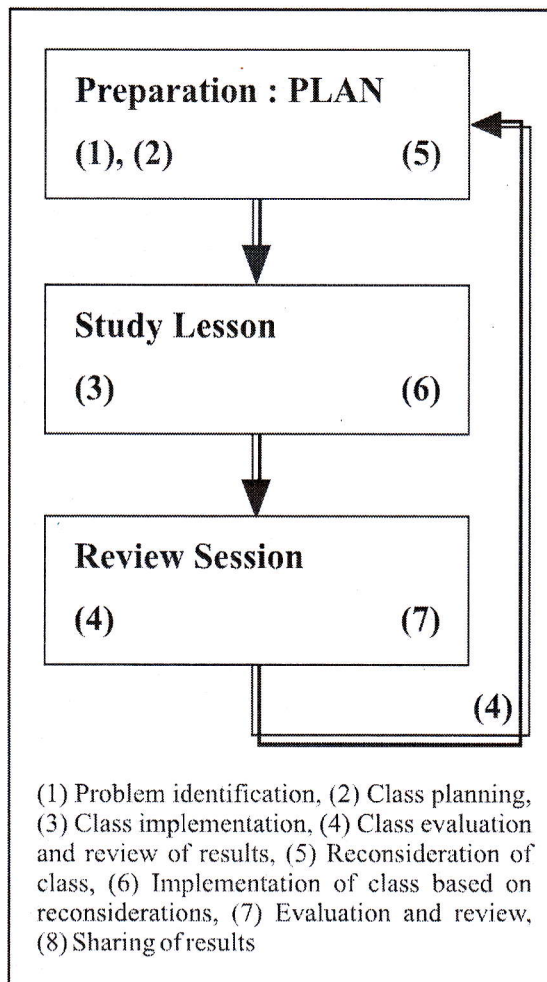 Preparation : PLAN
(1), (2) (5)
Study Lesson
(3) (6)
Review Session
(4) (7)
(4)
(1) Problem identification, (2) Class planning,
(3) Class implementation, (4) Class evaluation
and review of results, (5) Reconsideration of
class, (6) Implementation of class based on
reconsiderations, (7) Evaluation and review,
(8) Sharing of results